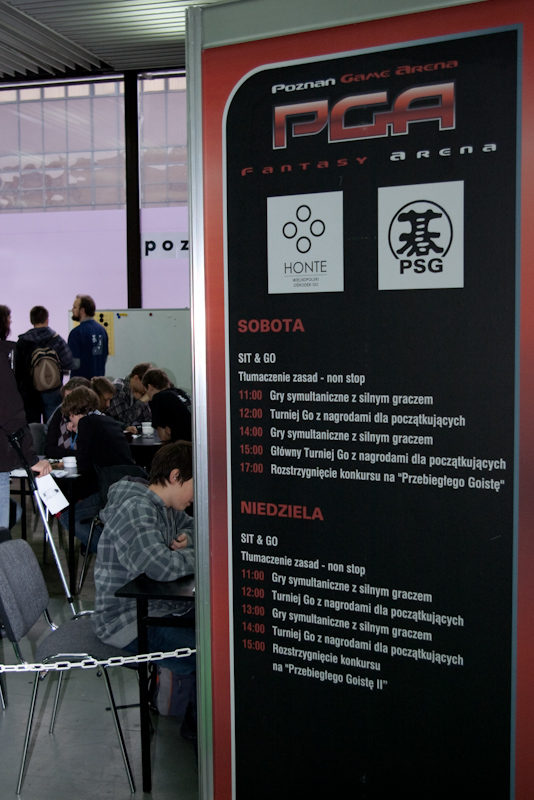 POZNAN GAME ARENA
PGA
FANTASY ARENA
HONTE
WIELKOPOLSKI
OŚRODEK GO
碁
PSG
poz
SOBOTA
SIT & GO
Tłumaczenie zasad - non stop
11:00 Gry symultaniczne z silnym graczem
12:00 Turniej Go z nagrodami dla początkujących
14:00 Gry symultaniczne z silnym graczem
15:00 Główny Turniej Go z nagrodami dla początkujących
17:00 Rozstrzygnięcie konkursu na "Przebiegłego Goistę"
NIEDZIELA
SIT & GO
Tłumaczenie zasad - non stop
11:00 Gry symultaniczne z silnym graczem
12:00 Turniej Go z nagrodami dla początkujących
13:00 Gry symultaniczne z silnym graczem
14:00 Turniej Go z nagrodami dla początkujących
15:00 Rozstrzygnięcie konkursu
na "Przebiegłego Goistę II"